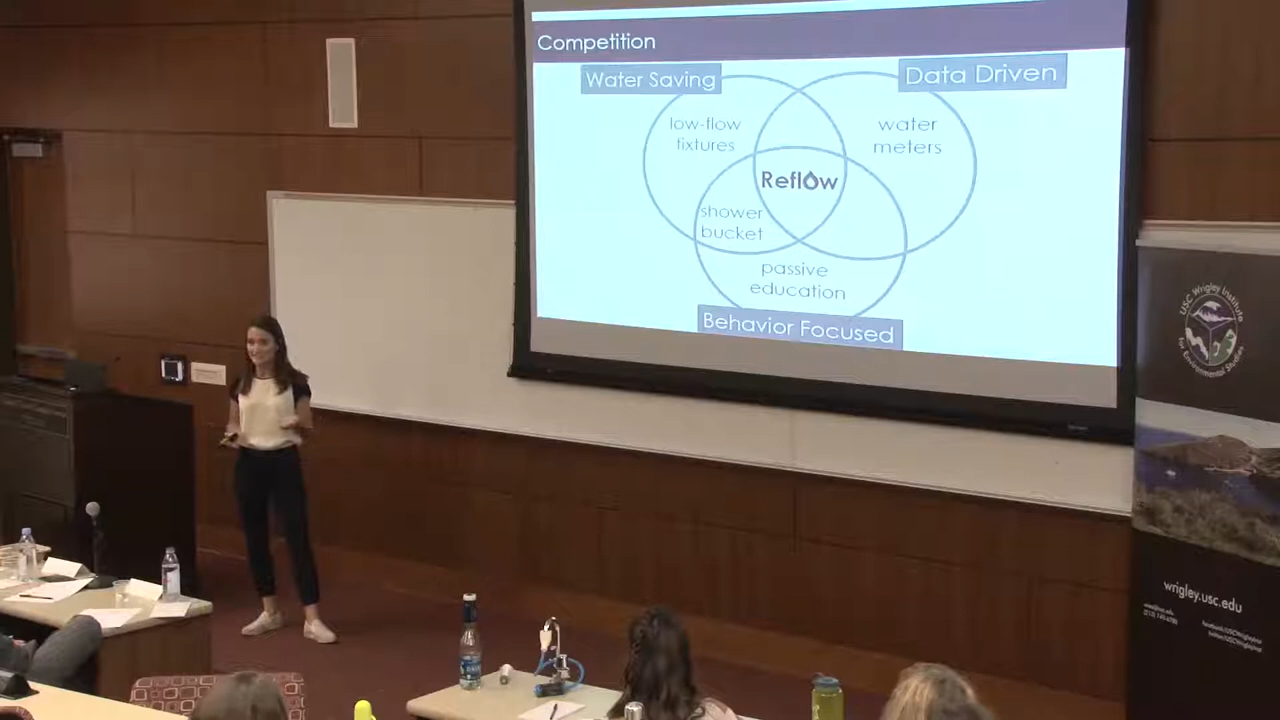 Competition
Water Saving
Data Driven
low-flow
fixtures
water
meters
Reflow
shower
bucket
passive
education
Behavior Focused
USC Wrigley Institute
for Environmental Studies
wrigley.usc.edu